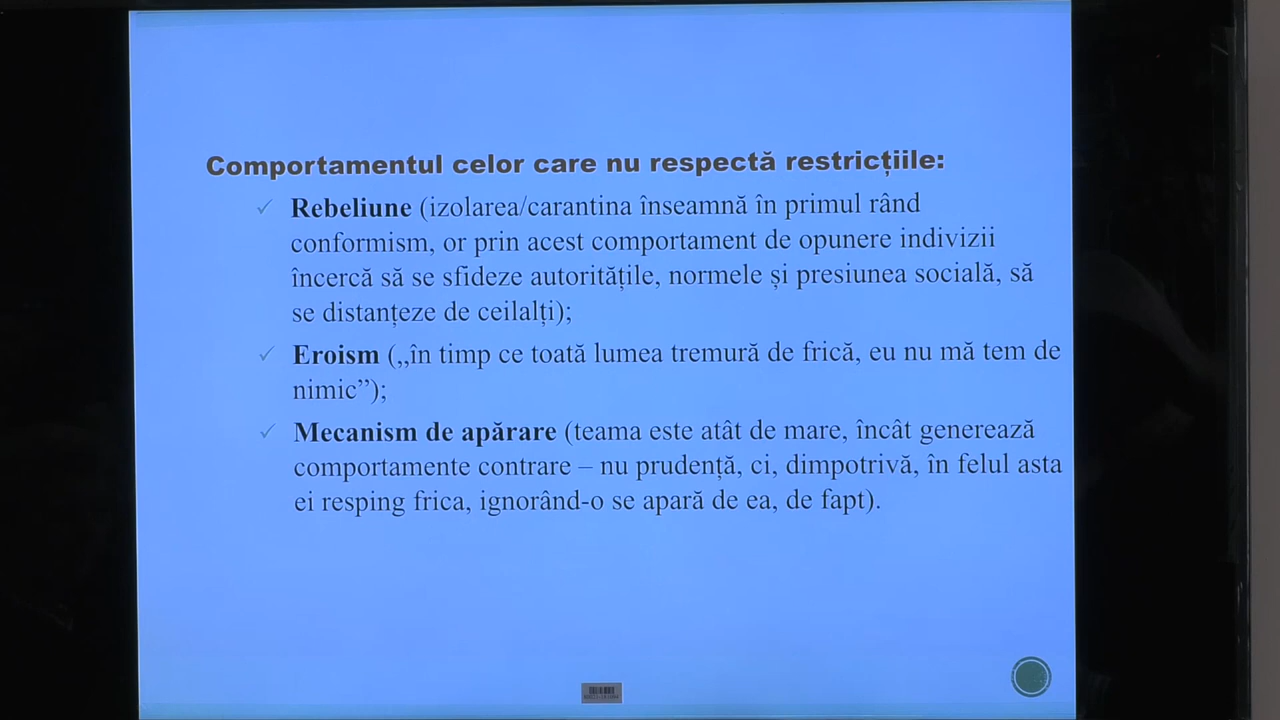 Comportamentul celor care nu respectă restricțiile:
Rebeliune (izolarea/carantina înseamnă în primul rând
conformism, or prin acest comportament de opunere indivizii
încercă să se sfideze autoritățile, normele și presiunea socială, să
se distanțeze de ceilalți);
Eroism (,,în timp ce toată lumea tremură de frică, eu nu mă tem de
nimic”);
Mecanism de apărare (teama este atât de mare, încât generează
comportamente contrare – nu prudență, ci, dimpotrivă, în felul asta
ei resping frica, ignorând-o se apară de ea, de fapt).